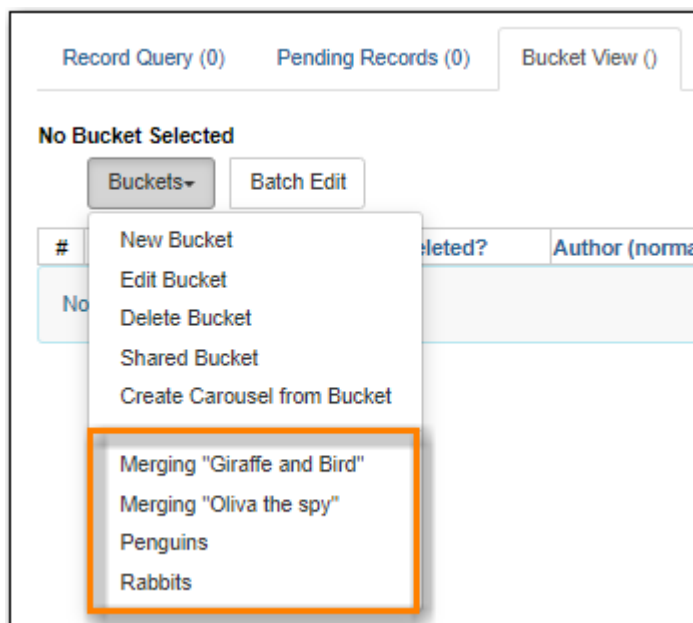 Record Query (0) Pending Records (0) Bucket View ()
No Bucket Selected
Buckets Batch Edit
# eleted? Author (norma
No
New Bucket
Edit Bucket
Delete Bucket
Shared Bucket
Create Carousel from Bucket
Merging "Giraffe and Bird"
Merging "Oliva the spy"
Penguins
Rabbits